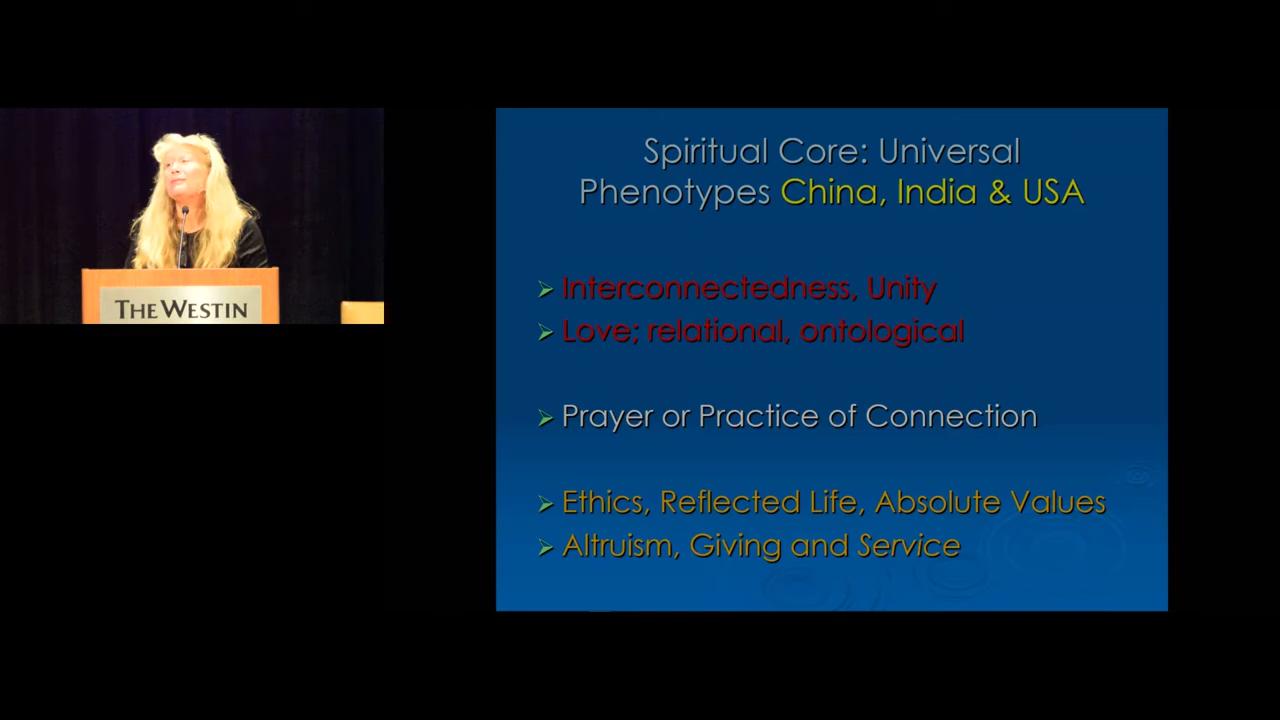 THE WESTIN
Spiritual Core: Universal
Phenotypes China, India & USA
Interconnectedness, Unity
Love; relational, ontological
Prayer or Practice of Connection
Ethics, Reflected Life, Absolute Values
Altruism, Giving and Service